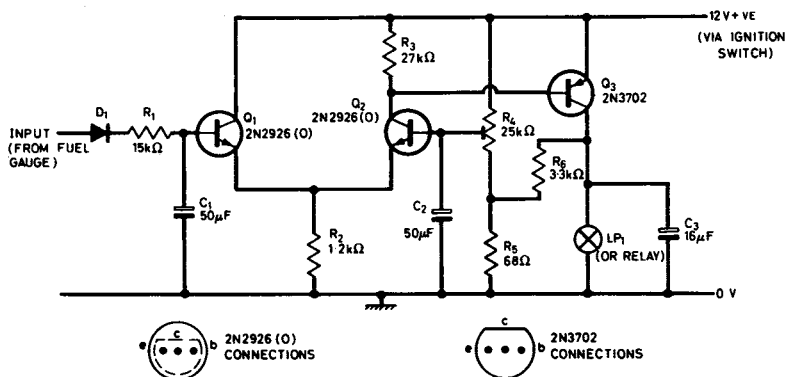 12V+VE
(VIA IGNITION
SWITCH)
R3
27kΩ
Q3
2N3702
D1
R1
15kΩ
Q1
2N2926(O)
Q2
2N2926(O)
R4
25kΩ
INPUT
(FROM FUEL
GAUGE)
R6
3·3kΩ
C1
50µF
C2
50µF
R2
1·2kΩ
R5
68Ω
LP1
(OR RELAY)
C3
16µF
0 V
c
e
b
2N2926(O)
CONNECTIONS
c
e
b
2N3702
CONNECTIONS